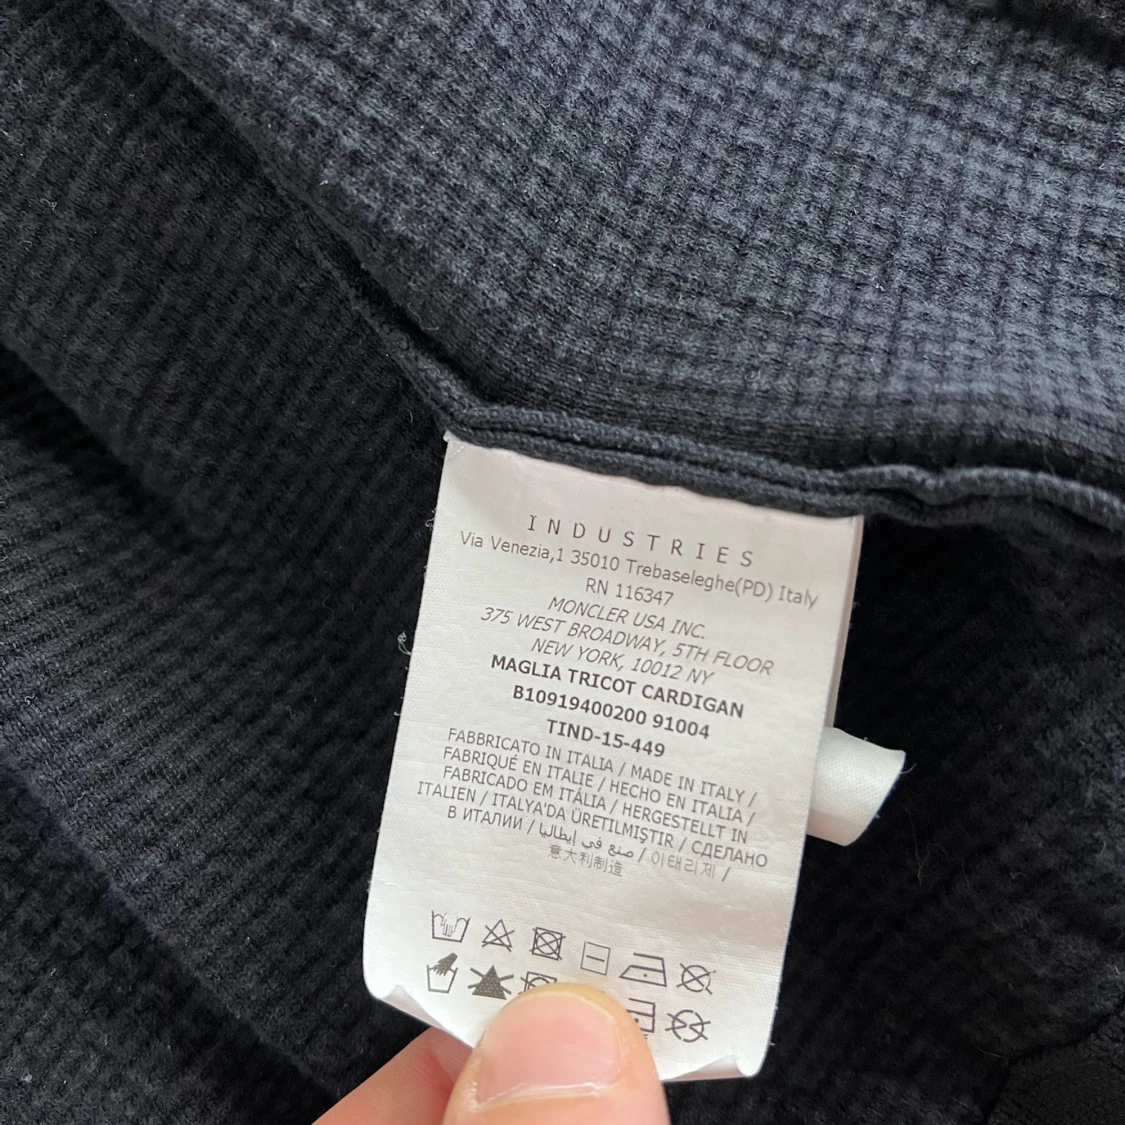 INDUSTRIES
Via Venezia,1 35010 Trebaseleghe(PD) Italy
RN 116347
MONCLER USA INC.
375 WEST BROADWAY, 5TH FLOOR
NEW YORK, 10012 NY
MAGLIA TRICOT CARDIGAN
B10919400200 91004
TIND-15-449
FABBRICATO IN ITALIA / MADE IN ITALY /
FABRIQUÉ EN ITALIE / HECHO EN ITALIA /
FABRICADO EM ITÁLIA / HERGESTELLT IN
ITALIEN / ITALYA'DA ÜRETILMIŞTIR / СДЕЛАНО
В ИТАЛИИ / صنع في إيطاليا / 이태리제 /
意大利制造